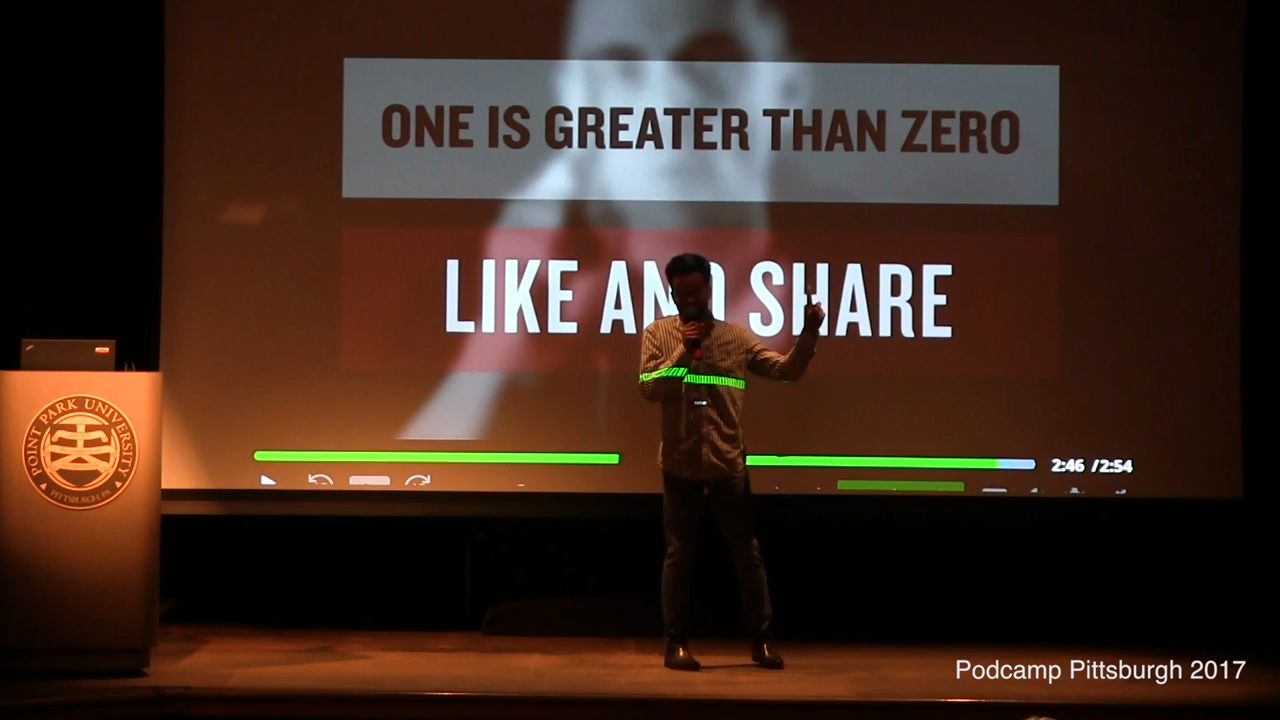 ONE IS GREATER THAN ZERO
LIKE AND SHARE
2:46 /2:54
POINT PARK UNIVERSITY
PITTSBURGH, PA
Podcamp Pittsburgh 2017